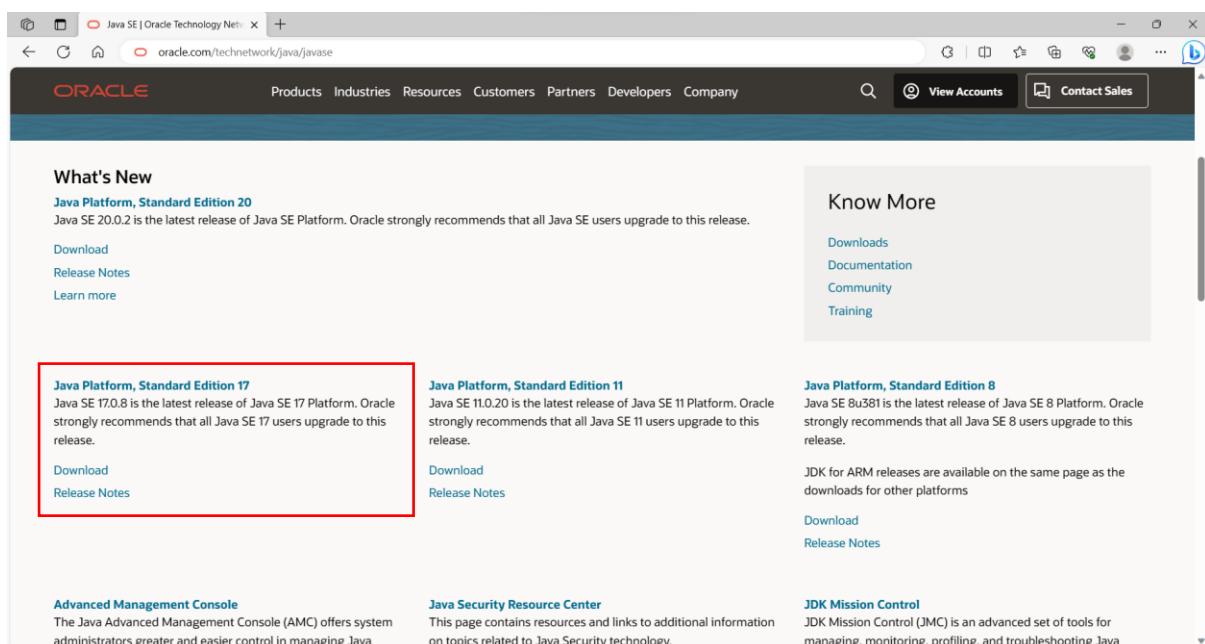 Java SE | Oracle Technology Netv
oracle.com/technetwork/java/javase
ORACLE
Products Industries Resources Customers Partners Developers Company
View Accounts
Contact Sales
What's New
Java Platform, Standard Edition 20
Java SE 20.0.2 is the latest release of Java SE Platform. Oracle strongly recommends that all Java SE users upgrade to this release.
Download
Release Notes
Learn more
Know More
Downloads
Documentation
Community
Training
Java Platform, Standard Edition 17
Java SE 17.0.8 is the latest release of Java SE 17 Platform. Oracle
strongly recommends that all Java SE 17 users upgrade to this
release.
Download
Release Notes
Java Platform, Standard Edition 11
Java SE 11.0.20 is the latest release of Java SE 11 Platform. Oracle
strongly recommends that all Java SE 11 users upgrade to this
release.
Download
Release Notes
Java Platform, Standard Edition 8
Java SE 8u381 is the latest release of Java SE 8 Platform. Oracle
strongly recommends that all Java SE 8 users upgrade to this
release.
JDK for ARM releases are available on the same page as the
downloads for other platforms
Download
Release Notes
Advanced Management Console
The Java Advanced Management Console (AMC) offers system
administrators greater and easier control in managing Java
Java Security Resource Center
This page contains resources and links to additional information
on topics related to Java Security technology.
JDK Mission Control
JDK Mission Control (JMC) is an advanced set of tools for
managing, monitoring, profiling, and troubleshooting Java